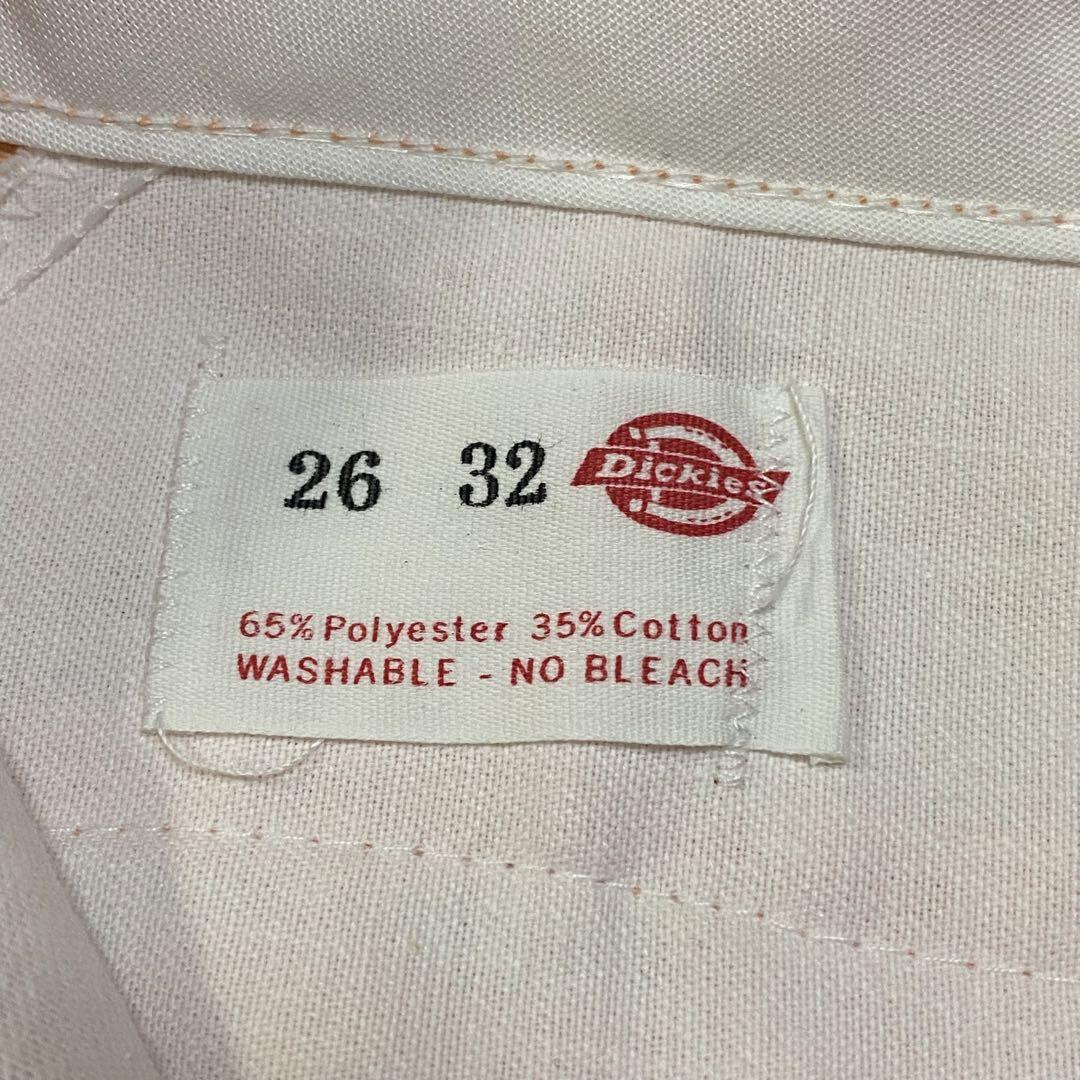 26 32 Dickies
65% Polyester 35% Cotton
WASHABLE - NO BLEACH